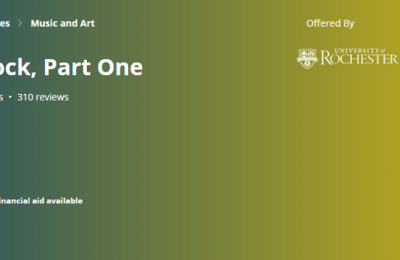 es > Music and Art
Offered By
ock, Part One
UNIVERSITY of
ROCHESTER
s • 310 reviews
inancial aid available